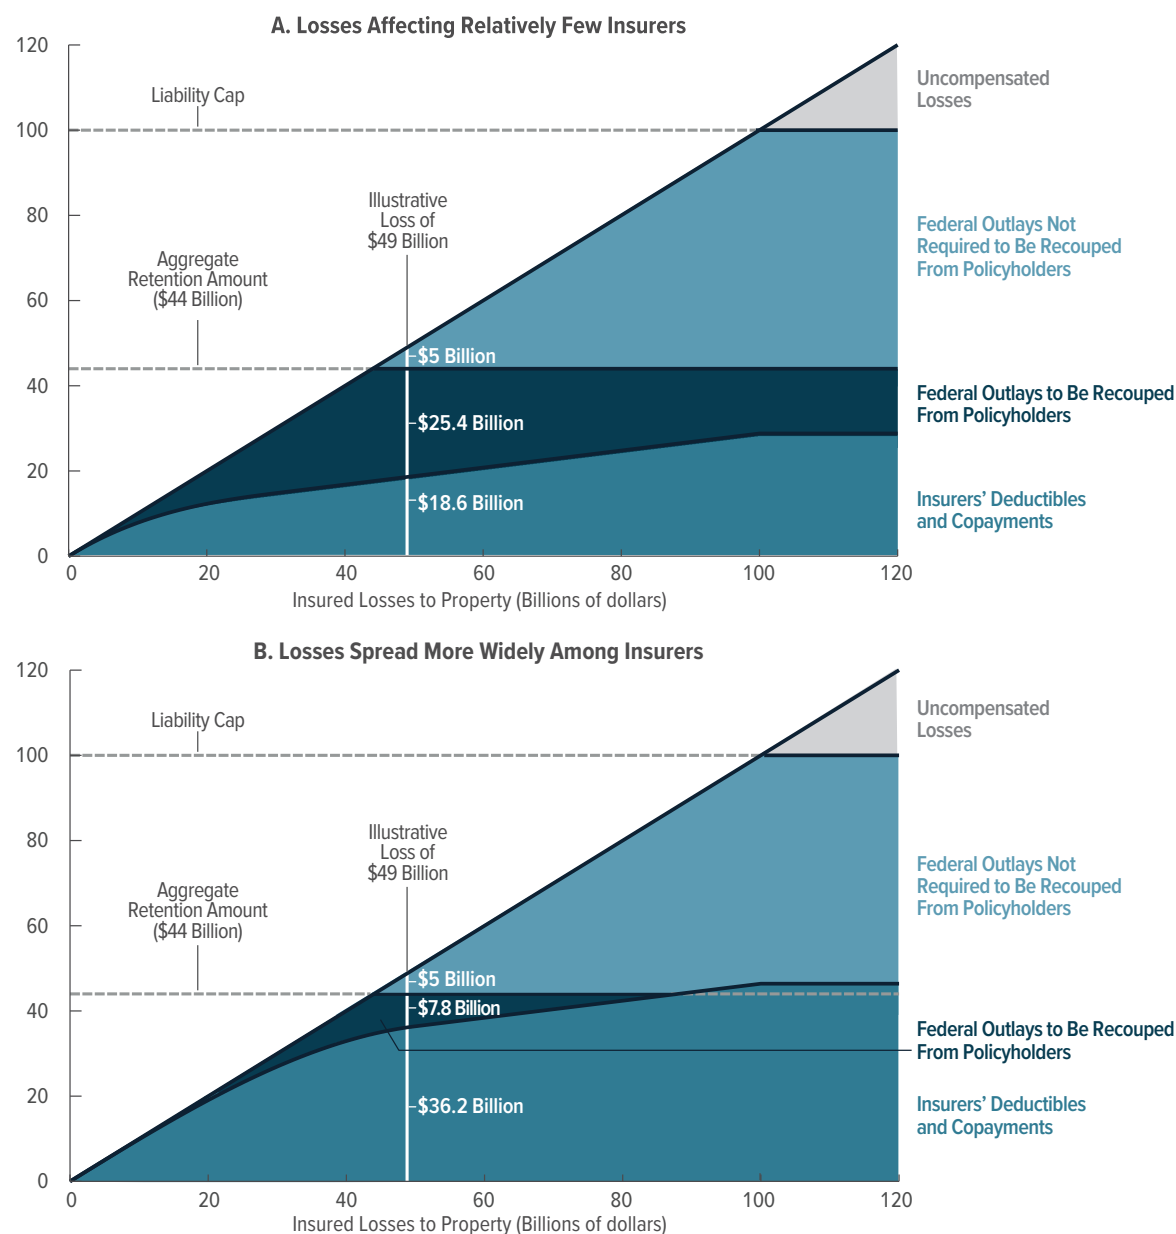 A. Losses Affecting Relatively Few Insurers
120
100
80
60
40
20
0
Liability Cap
Aggregate
Retention Amount
($44 Billion)
Illustrative
Loss of
$49 Billion
$5 Billion
$25.4 Billion
$18.6 Billion
Uncompensated
Losses
Federal Outlays Not
Required to Be Recouped
From Policyholders
Federal Outlays to Be Recouped
From Policyholders
Insurers’ Deductibles
and Copayments
0 20 40 60 80 100 120
Insured Losses to Property (Billions of dollars)
B. Losses Spread More Widely Among Insurers
120
100
80
60
40
20
0
Liability Cap
Aggregate
Retention Amount
($44 Billion)
Illustrative
Loss of
$49 Billion
$5 Billion
$7.8 Billion
$36.2 Billion
Uncompensated
Losses
Federal Outlays Not
Required to Be Recouped
From Policyholders
Federal Outlays to Be Recouped
From Policyholders
Insurers’ Deductibles
and Copayments
0 20 40 60 80 100 120
Insured Losses to Property (Billions of dollars)